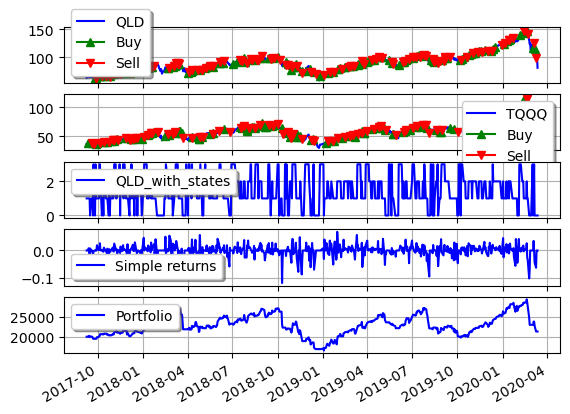 150
100
QLD
Buy
Sell
100
50
TQQQ
Buy
Sell
2
0
QLD_with_states
0.0
−0.1
Simple returns
25000
20000
Portfolio
2017-10
2018-01
2018-04
2018-07
2018-10
2019-01
2019-04
2019-07
2019-10
2020-01
2020-04